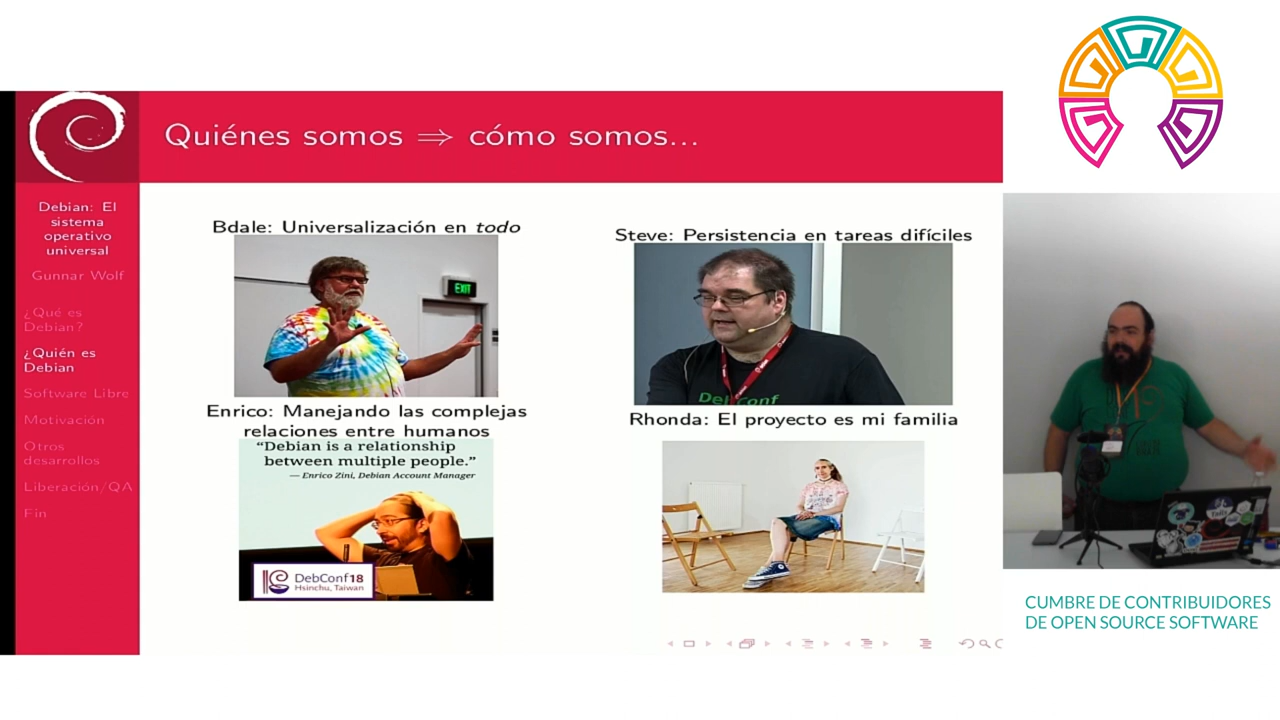 Quiénes somos ⇒ cómo somos...
Debian: El
sistema
operativo
universal
Gunnar Wolf
¿Qué es
Debian?
¿Quién es
Debian
Software Libre
Motivación
Otros
desarrollos
Liberación/QA
Fin
Bdale: Universalización en todo
EXIT
Steve: Persistencia en tareas difíciles
DebConf
Enrico: Manejando las complejas
relaciones entre humanos
“Debian is a relationship
between multiple people.”
— Enrico Zini, Debian Account Manager
DebConf18
Hsinchu, Taiwan
Rhonda: El proyecto es mi familia
CUMBRE DE CONTRIBUIDORES
DE OPEN SOURCE SOFTWARE